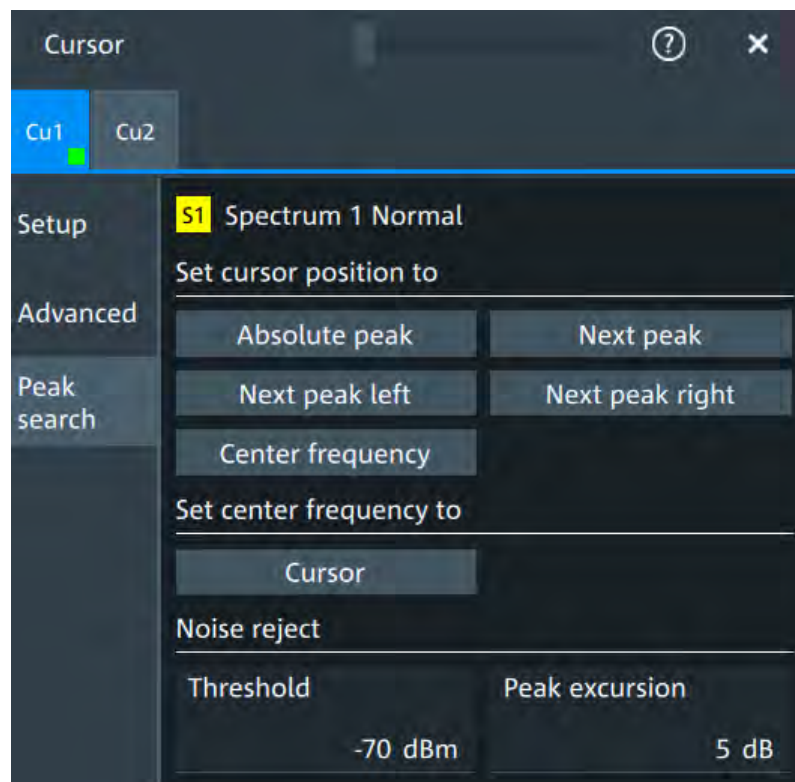 Cursor ? ×
Cu1 Cu2
Setup
S1 Spectrum 1 Normal
Set cursor position to
Advanced
Absolute peak Next peak
Peak
search
Next peak left Next peak right
Center frequency
Set center frequency to
Cursor
Noise reject
Threshold Peak excursion
-70 dBm 5 dB